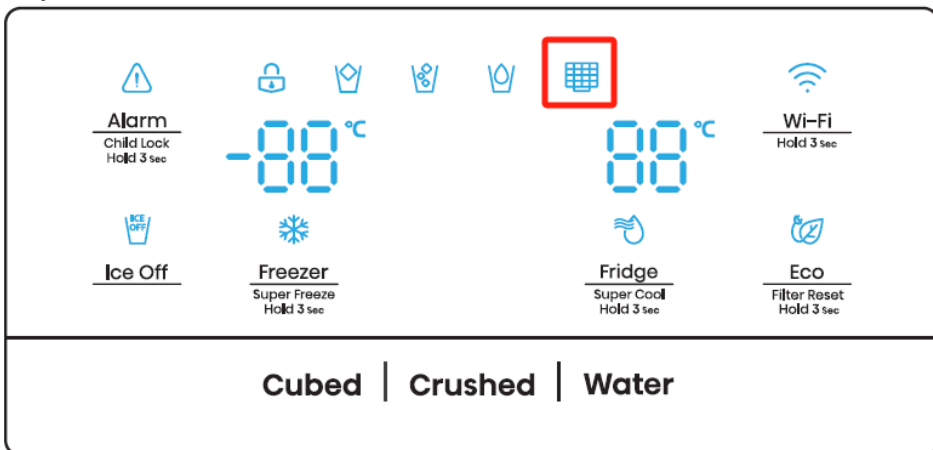 Alarm
Child Lock
Hold 3 Sec
-88 °C
88 °C
Wi-Fi
Hold 3 Sec
ICE
OFF
Ice Off
Freezer
Super Freeze
Hold 3 Sec
Fridge
Super Cool
Hold 3 Sec
Eco
Filter Reset
Hold 3 Sec
Cubed | Crushed | Water